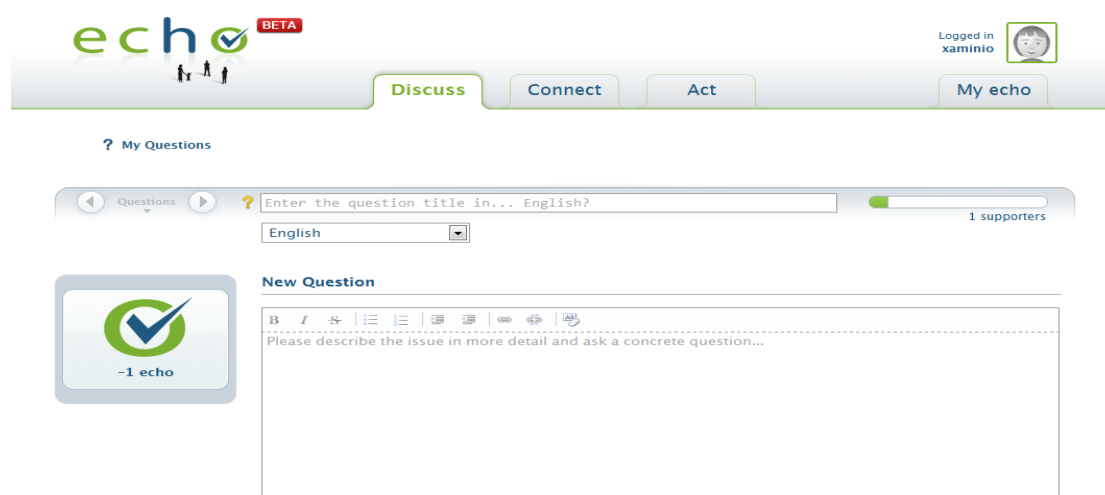 echo BETA
Logged in
xaminio
Discuss Connect Act My echo
? My Questions
Questions ? Enter the question title in... English?
1 supporters
English
New Question
B I S ABC
Please describe the issue in more detail and ask a concrete question...
-1 echo